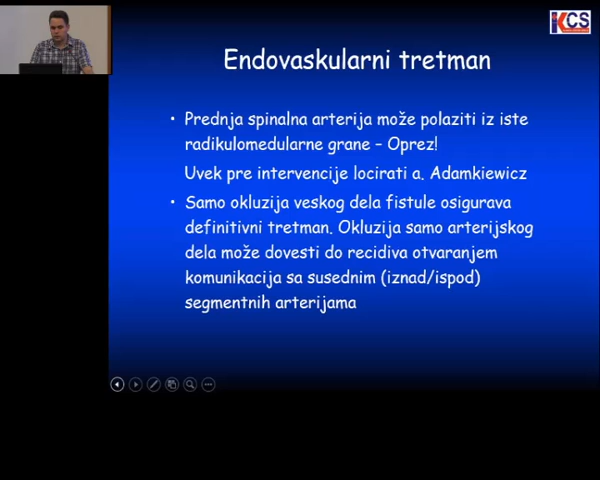 KCS
Endovaskularni tretman
• Prednja spinalna arterija može polaziti iz iste
radikulomedularne grane – Oprez!
Uvek pre intervencije locirati a. Adamkiewicz
• Samo okluzija veskog dela fistule osigurava
definitivni tretman. Okluzija samo arterijskog
dela može dovesti do recidiva otvaranjem
komunikacija sa susednim (iznad/ispod)
segmentnih arterijama